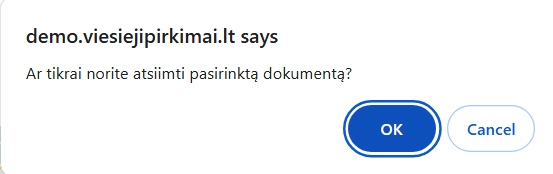 demo.viesiejipirkimai.lt says
Ar tikrai norite atsiimti pasirinktą dokumentą?
OK
Cancel